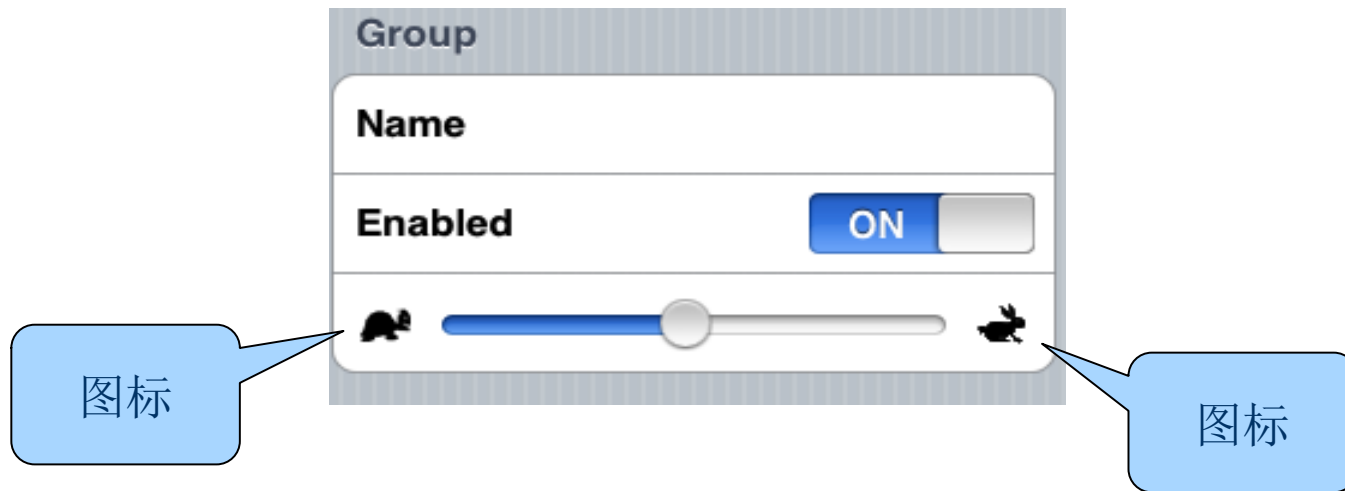 Group
Name
Enabled
ON
图标
图标